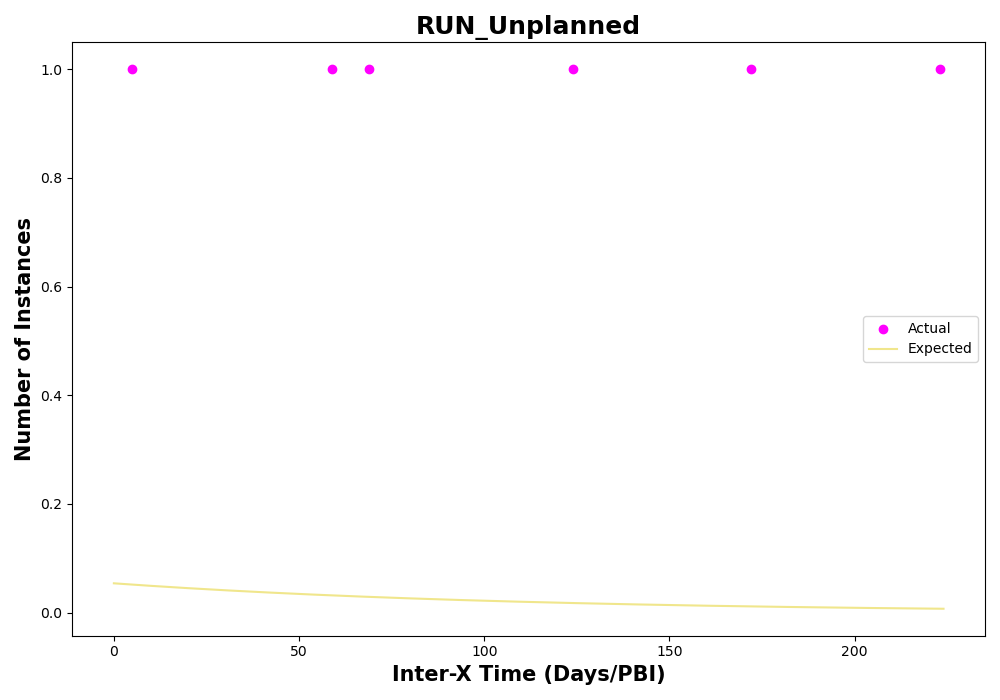 RUN_Unplanned
1.0
0.8
0.6
0.4
0.2
0.0
Number of Instances
Actual
Expected
0 50 100 150 200
Inter-X Time (Days/PBI)